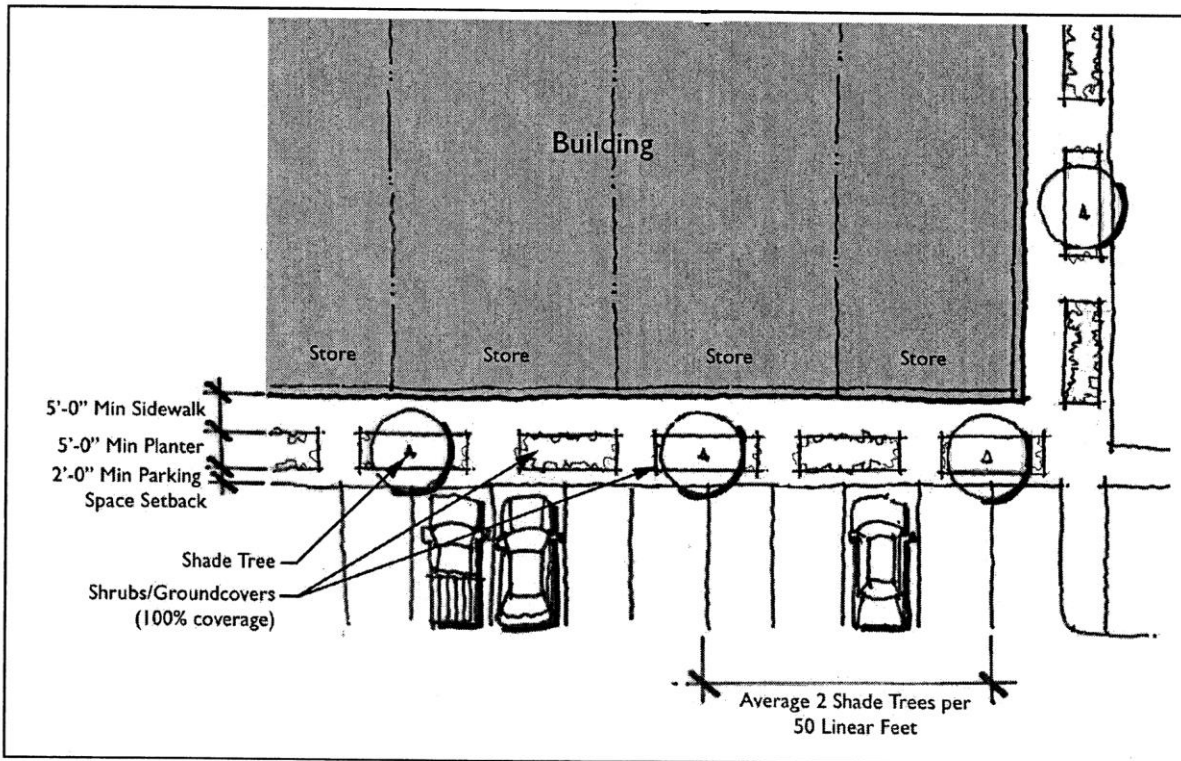 Building
Store
Store
Store
Store
5'-0" Min Sidewalk
5'-0" Min Planter
2'-0" Min Parking
Space Setback
Shade Tree
Shrubs/Groundcovers
(100% coverage)
Average 2 Shade Trees per
50 Linear Feet